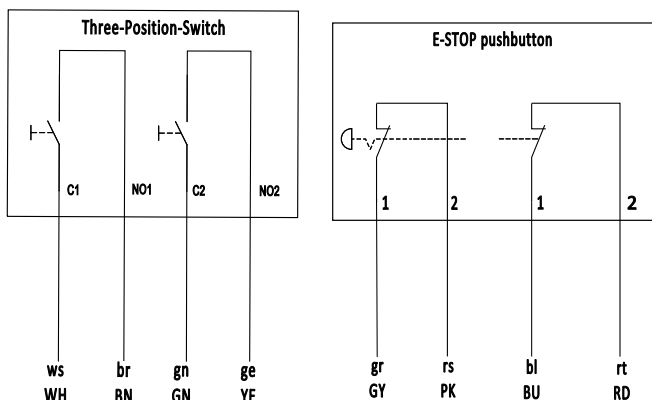 Three-Position-Switch
E-STOP pushbutton
C1 NO1 C2 NO2
1 2 1 2
ws br gn ge gr rs bl rt
WH BN GN YE GY PK BU RD